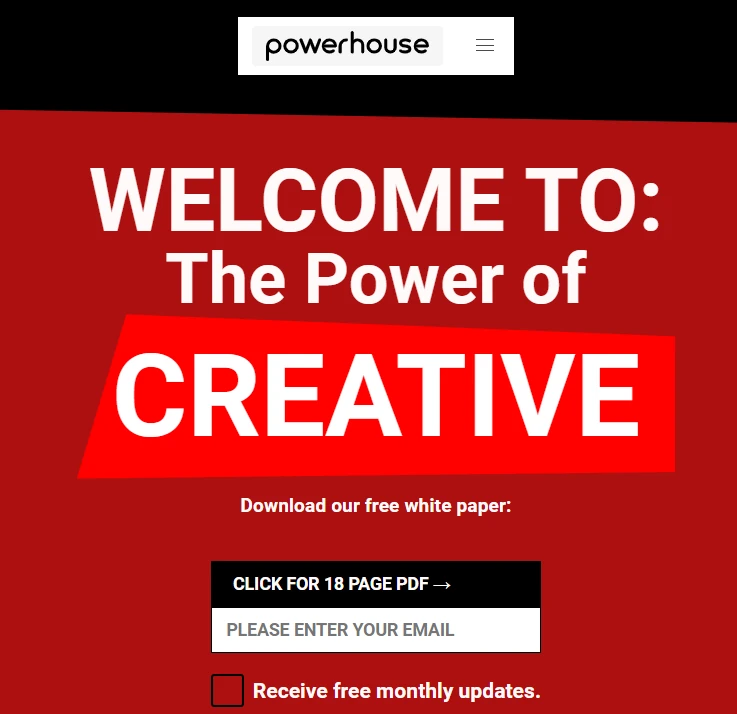 powerhouse
WELCOME TO:
The Power of
CREATIVE
Download our free white paper:
CLICK FOR 18 PAGE PDF→
PLEASE ENTER YOUR EMAIL
Receive free monthly updates.